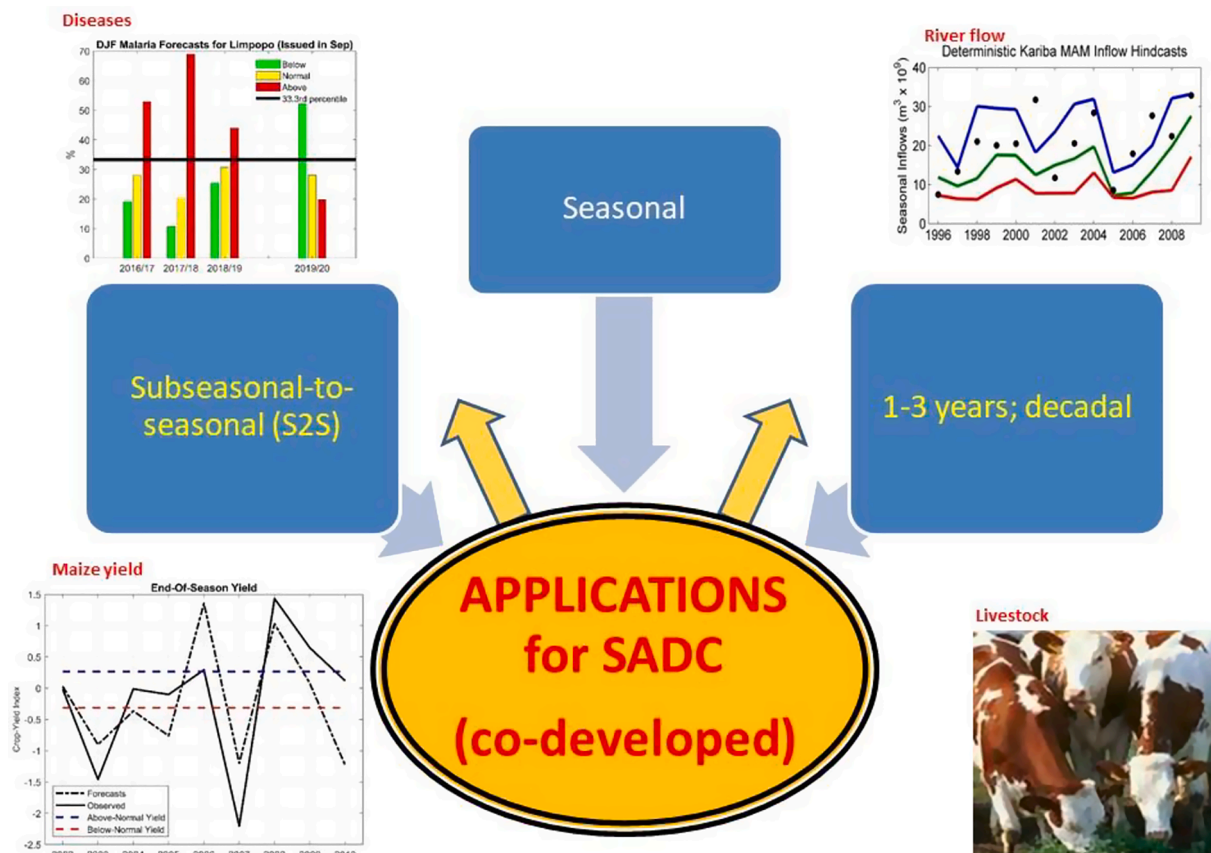 Diseases
DJF Malaria Forecasts for Limpopo (Issued in Sep)
70
60
50
40
30
20
10
0
%
Below
Normal
Above
33.3rd percentile
2016/17 2017/18 2018/19 2019/20
River flow
Deterministic Kariba MAM Inflow Hindcasts
Seasonal Inflows (m³ x 10⁹)
40
30
20
10
0
1996 1998 2000 2002 2004 2006 2008
Seasonal
Subseasonal-to-
seasonal (S2S)
1-3 years; decadal
APPLICATIONS
for SADC
(co-developed)
Maize yield
End-Of-Season Yield
Crop-Yield Index
1.5
1
0.5
0
-0.5
-1
-1.5
-2
-2.5
Forecasts
Observed
Above-Normal Yield
Below-Normal Yield
Livestock